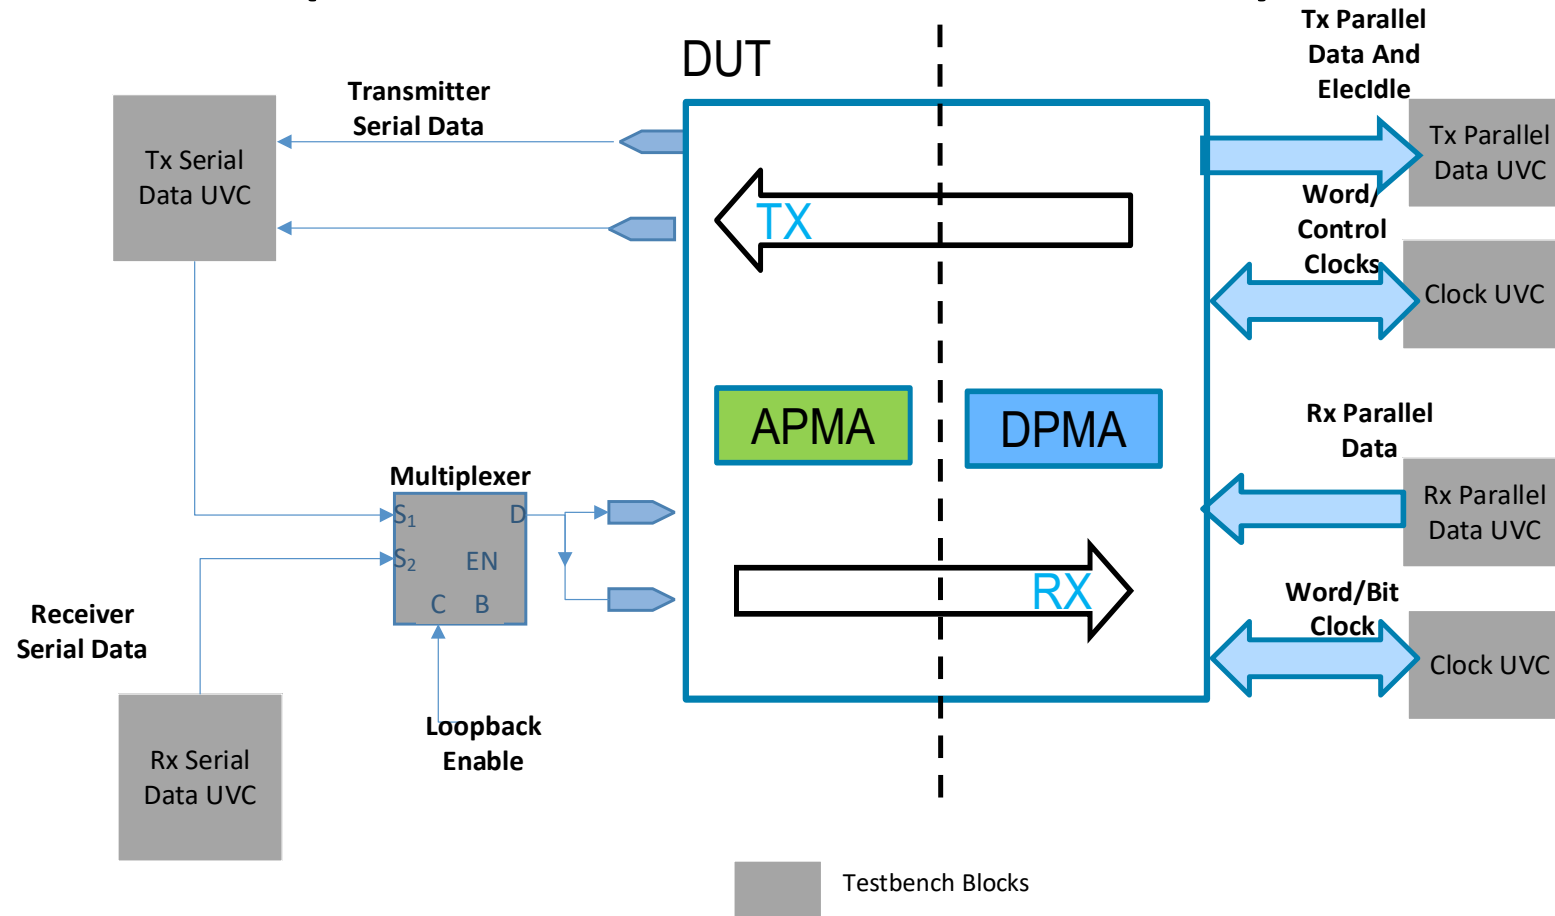 DUT
Tx Parallel
Data And
ElecIdle
Transmitter
Serial Data
Tx Serial
Data UVC
TX
Tx Parallel
Data UVC
Word/
Control
Clocks
Clock UVC
APMA
DPMA
Rx Parallel
Data
Rx Parallel
Data UVC
Multiplexer
S1
D
S2
EN
C B
RX
Word/Bit
Clock
Clock UVC
Receiver
Serial Data
Loopback
Enable
Rx Serial
Data UVC
Testbench Blocks